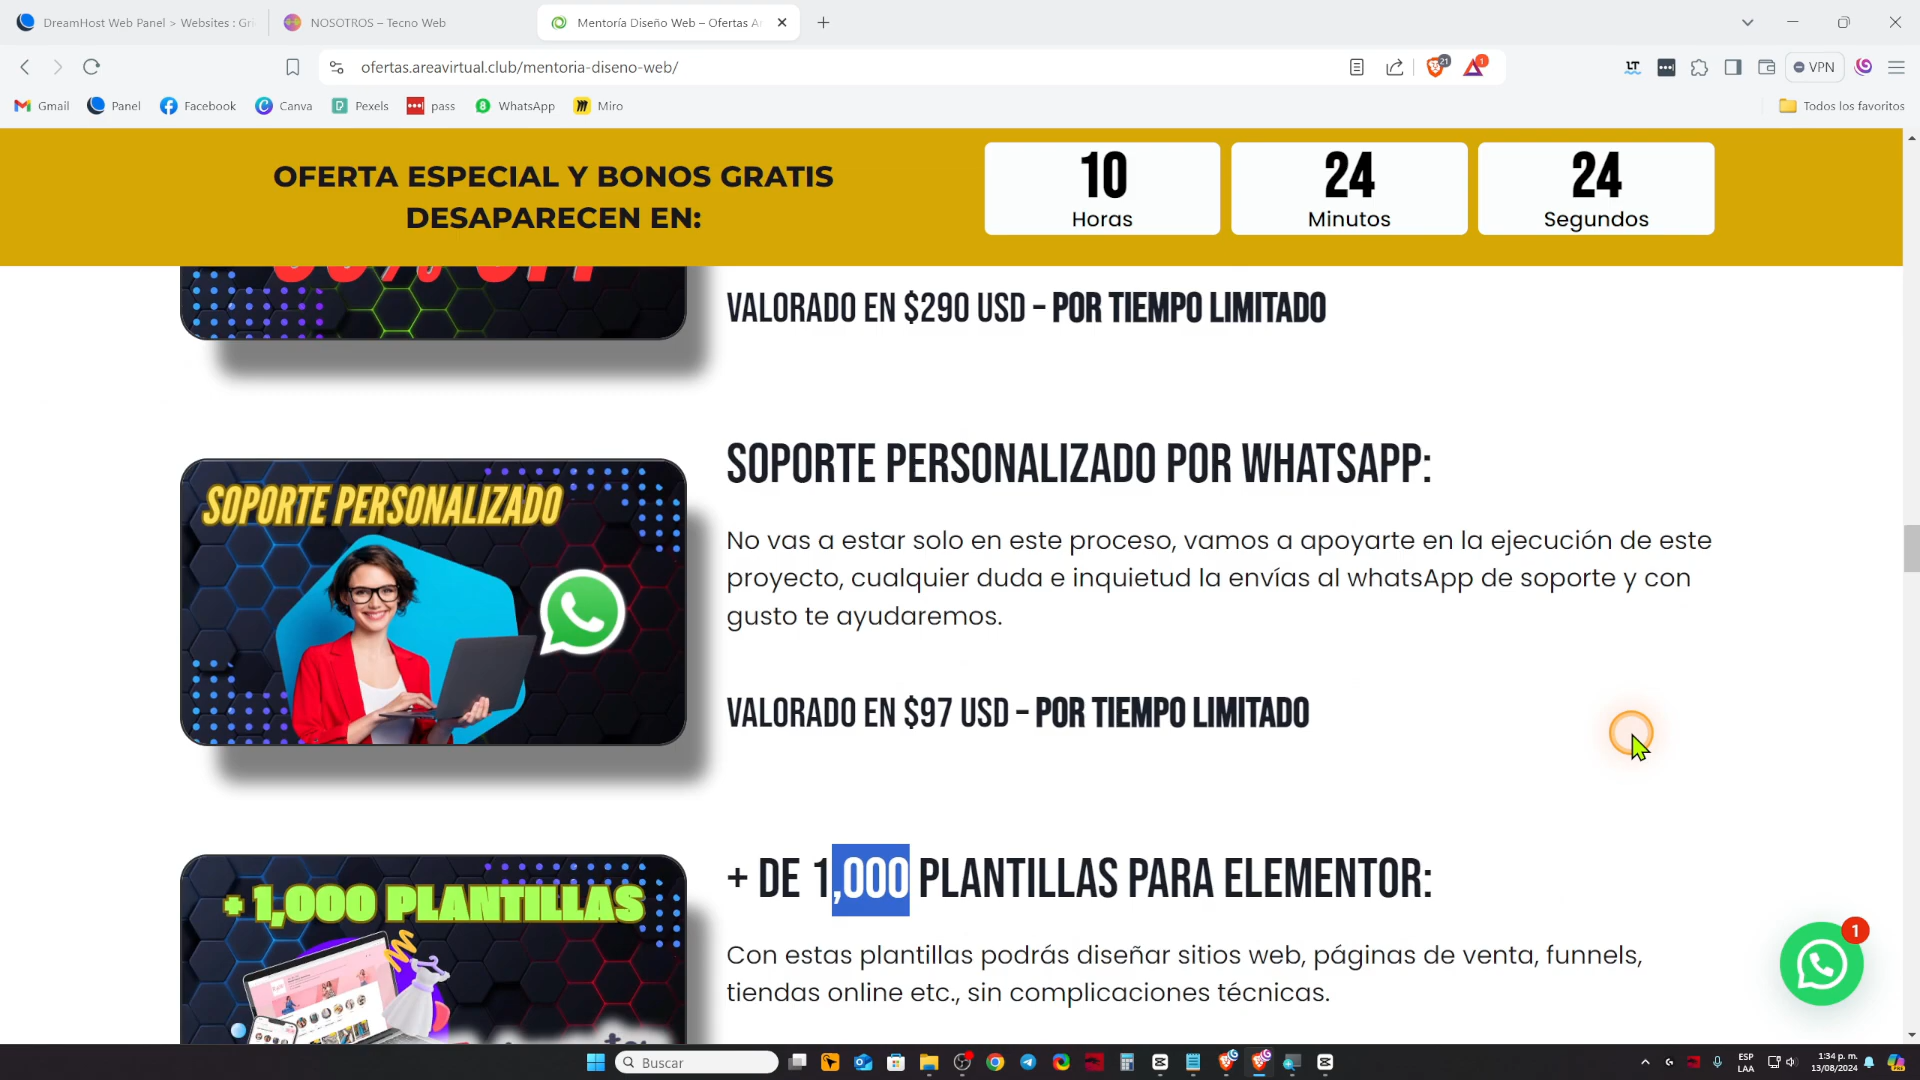 DreamHost Web Panel > Websites : Gri
NOSOTROS – Tecno Web
Mentoría Diseño Web – Ofertas Ar
ofertas.areavirtual.club/mentoria-diseno-web/
21
1
VPN
Gmail
Panel
Facebook
Canva
Pexels
pass
WhatsApp
Miro
Todos los favoritos
OFERTA ESPECIAL Y BONOS GRATIS
DESAPARECEN EN:
10
Horas
24
Minutos
24
Segundos
VALORADO EN $290 USD – POR TIEMPO LIMITADO
SOPORTE PERSONALIZADO
SOPORTE PERSONALIZADO POR WHATSAPP:
No vas a estar solo en este proceso, vamos a apoyarte en la ejecución de este
proyecto, cualquier duda e inquietud la envías al whatsApp de soporte y con
gusto te ayudaremos.
VALORADO EN $97 USD – POR TIEMPO LIMITADO
+ 1,000 PLANTILLAS
+ DE 1,000 PLANTILLAS PARA ELEMENTOR:
Con estas plantillas podrás diseñar sitios web, páginas de venta, funnels,
tiendas online etc., sin complicaciones técnicas.
1
Buscar
ESP
LAA
1:34 p. m.
13/08/2024